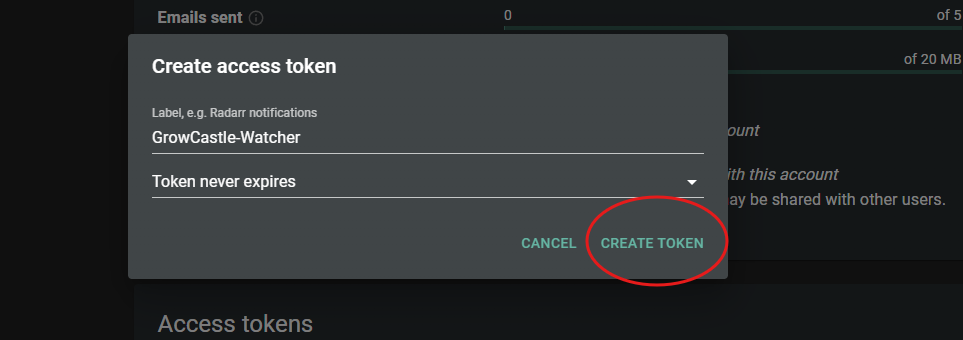 Emails sent
0
of 5
Create access token
of 20 MB
Label, e.g. Radarr notifications
GrowCastle-Watcher
ount
Token never expires
ith this account
ay be shared with other users.
CANCEL
CREATE TOKEN
Access tokens